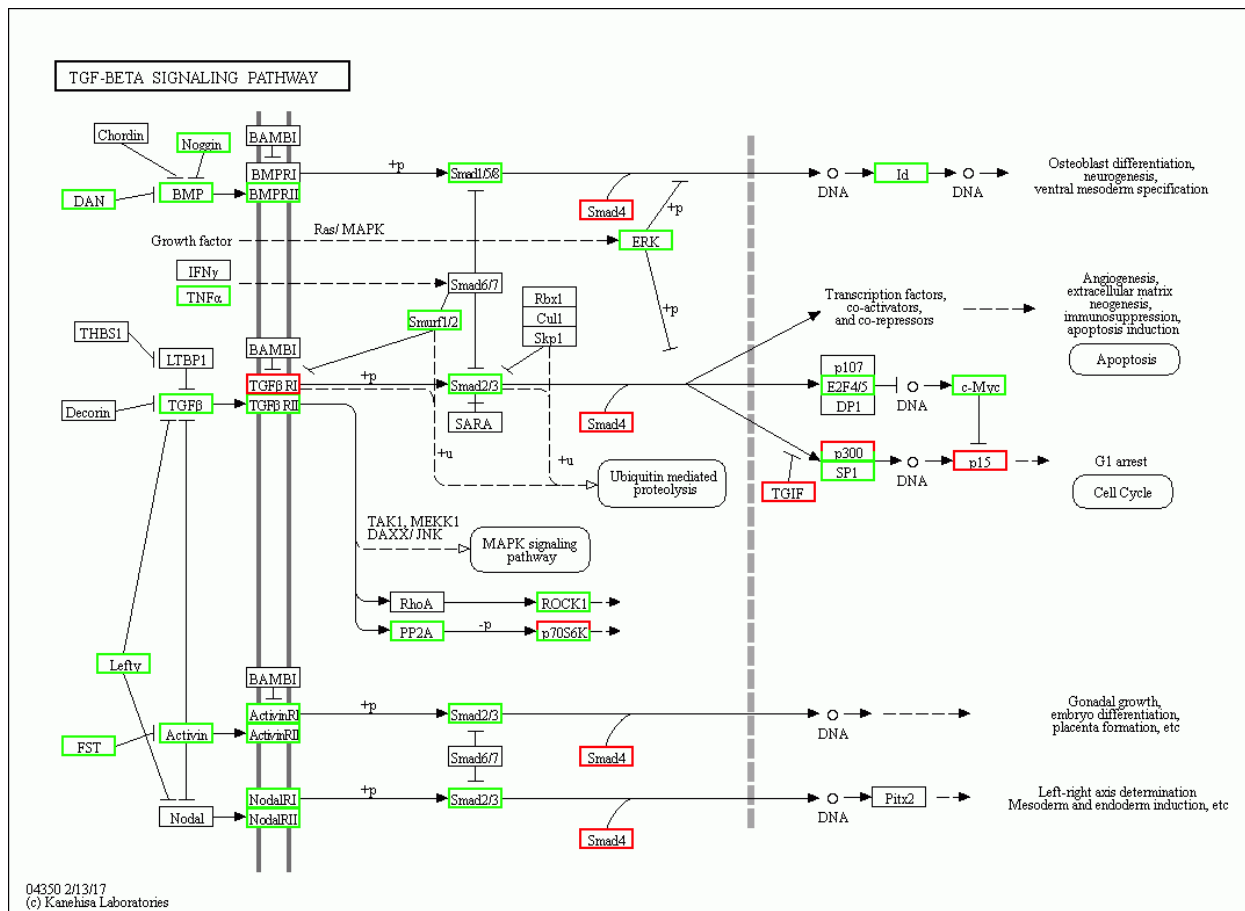 TGF-BETA SIGNALING PATHWAY
Chordin
Noggin
BAMBI
DAN
BMP
BMPRI
BMPRII
+p
Smad1/5/8
Smad4
DNA
Id
DNA
Osteoblast differentiation,
neurogenesis,
ventral mesoderm specification
Growth factor
Ras/ MAPK
ERK
+p
+p
IFNγ
TNFα
Smad6/7
Rbx1
Cul1
Skp1
Smurf1/2
Transcription factors,
co-activators,
and co-repressors
Angiogenesis,
extracellular matrix
neogenesis,
immunosuppression,
apoptosis induction
Apoptosis
THBS1
LTBP1
BAMBI
Decorin
TGFβ
TGFβ RI
TGFβ RII
+p
Smad2/3
SARA
Smad4
p107
E2F4/5
DP1
DNA
c-Myc
+u
+u
Ubiquitin mediated
proteolysis
TGIF
p300
SP1
DNA
p15
G1 arrest
Cell Cycle
TAK1, MEKK1
DAXX/ JNK
MAPK signaling
pathway
RhoA
ROCK1
PP2A
-p
p70S6K
Lefty
BAMBI
FST
Activin
ActivinRI
ActivinRII
+p
Smad2/3
Smad4
DNA
Gonadal growth,
embryo differentiation,
placenta formation, etc
Smad6/7
Nodal
NodalRI
NodalRII
+p
Smad2/3
Smad4
DNA
Pitx2
Left-right axis determination
Mesoderm and endoderm induction, etc
04350 2/13/17
(c) Kanehisa Laboratories